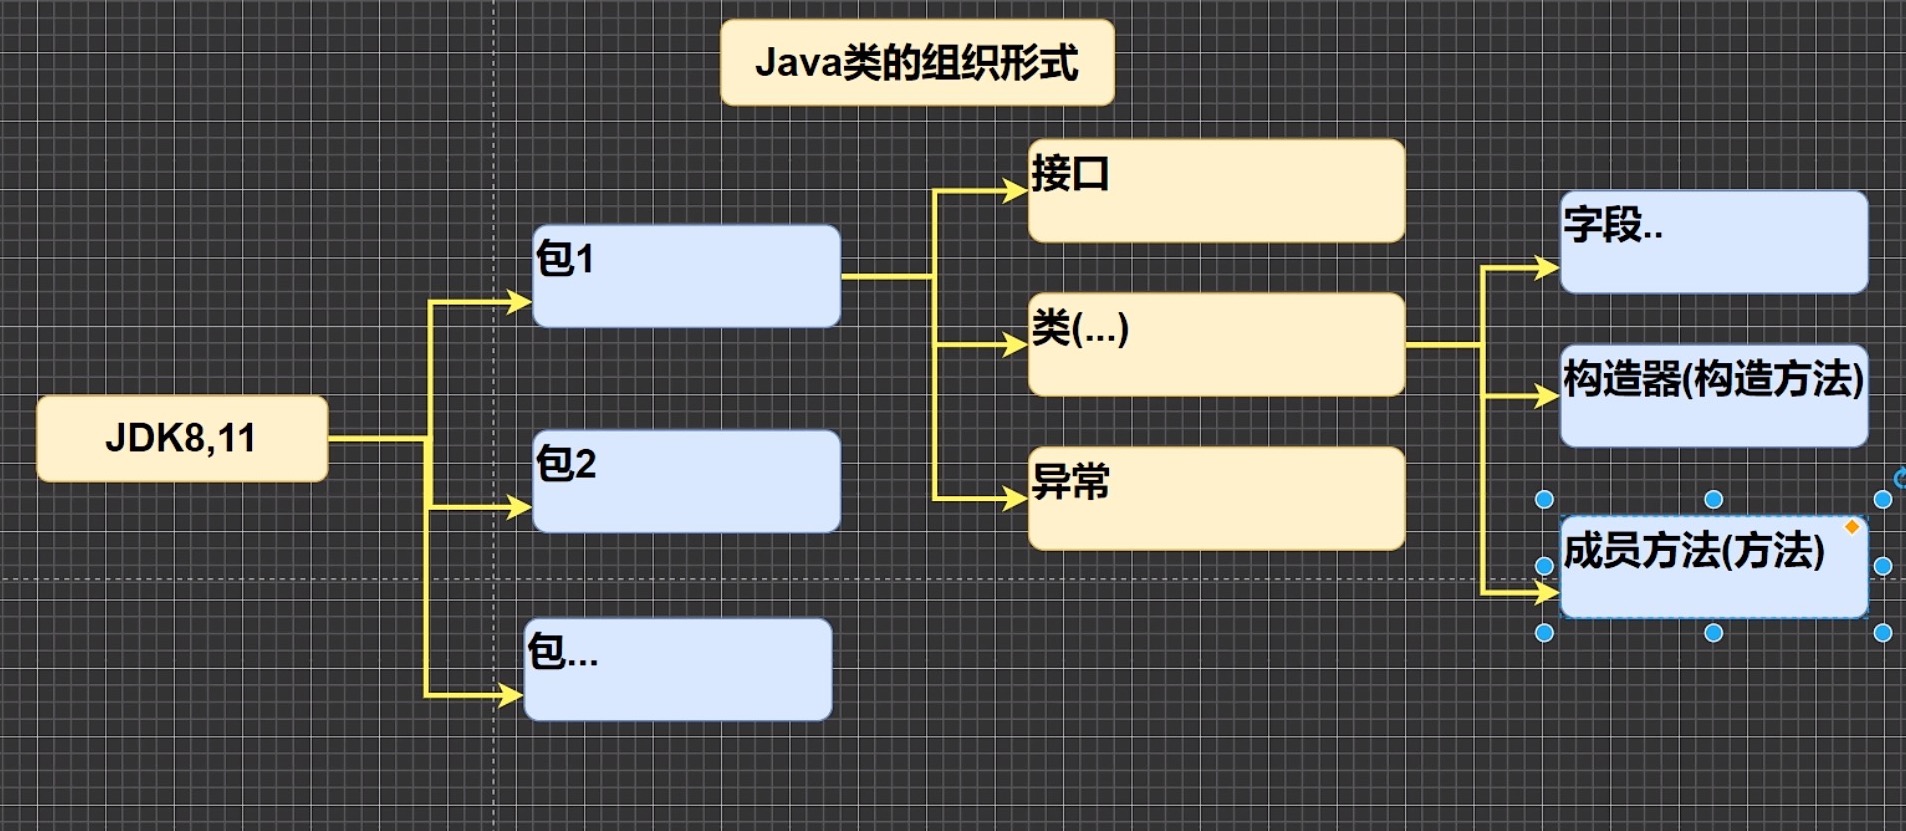 Java类的组织形式
JDK8,11
包1
包2
包...
接口
类(...)
异常
字段..
构造器(构造方法)
成员方法(方法)